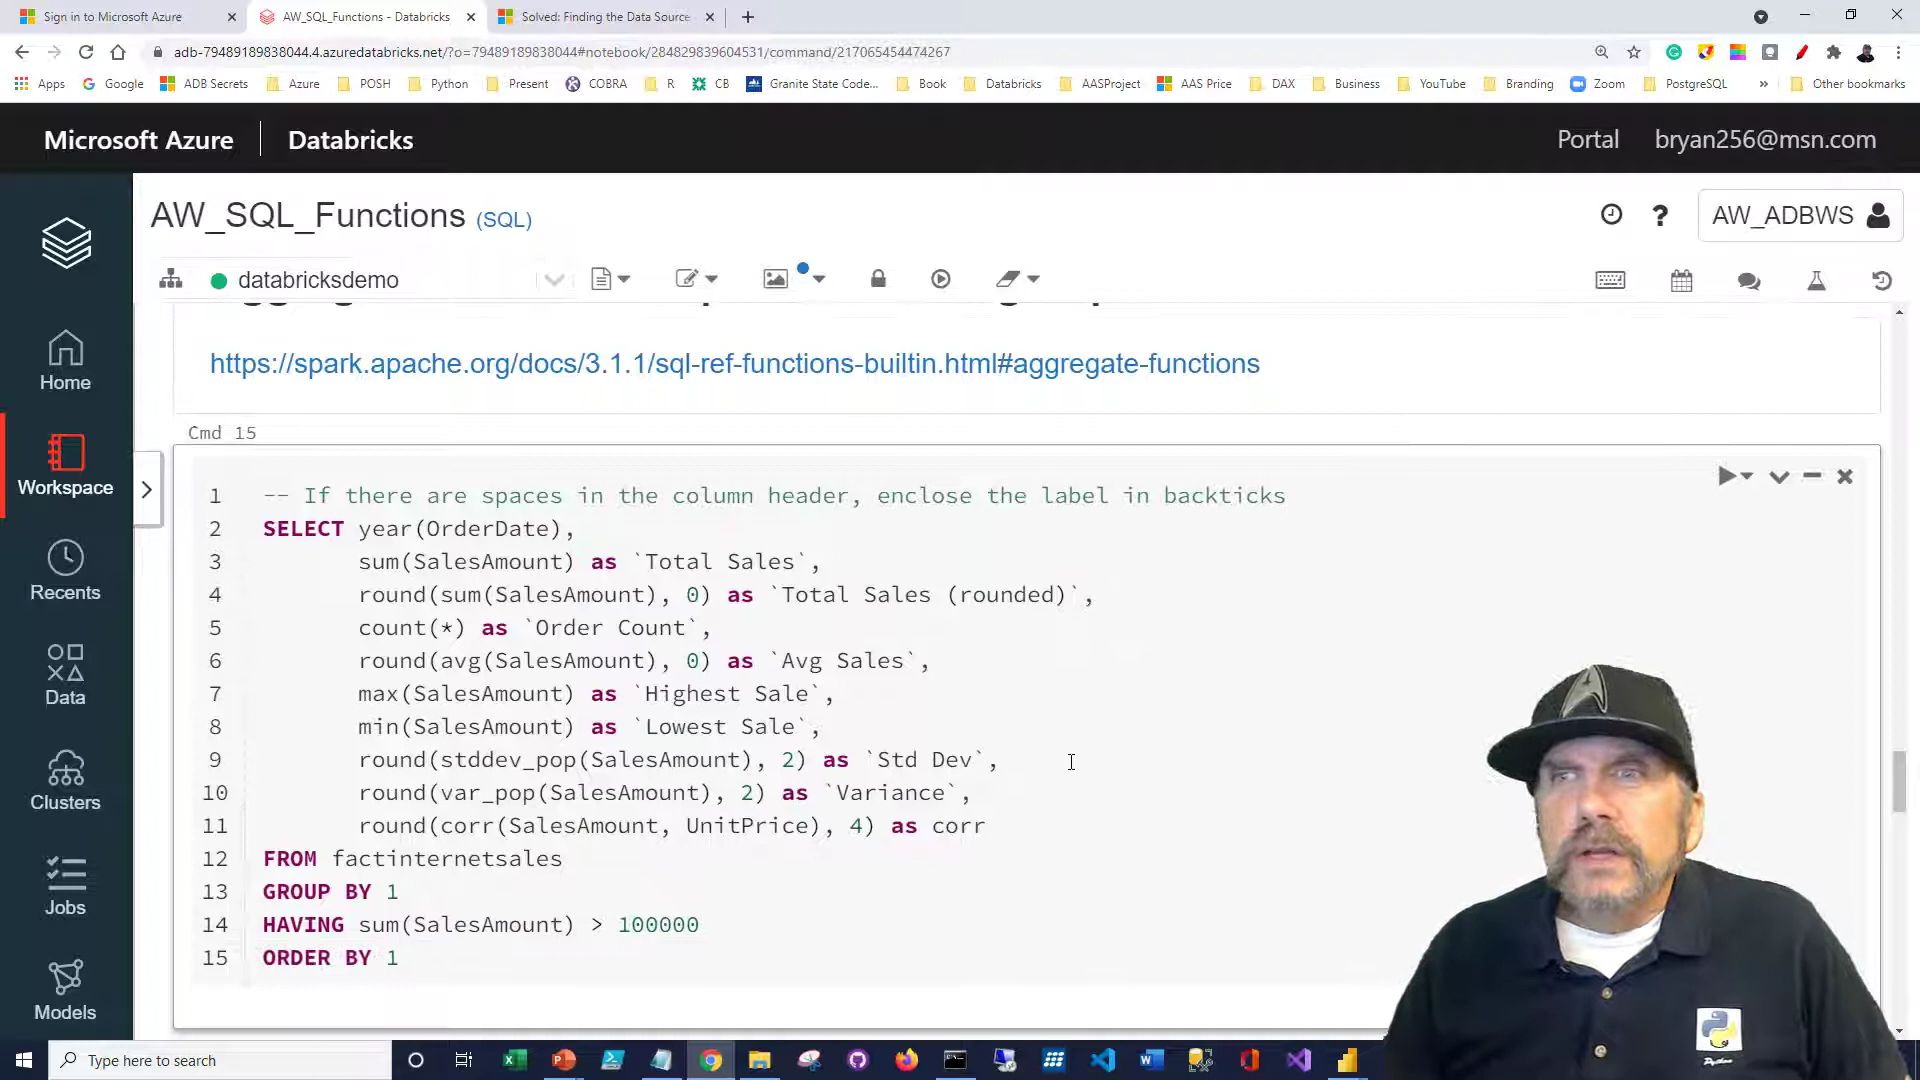 Sign in to Microsoft Azure
AW_SQL_Functions - Databricks
Solved: Finding the Data Source
adb-79489189838044.4.azuredatabricks.net/?o=79489189838044#notebook/284829839604531/command/217065454474267
Apps
Google
ADB Secrets
Azure
POSH
Python
Present
COBRA
R
CB
Granite State Code...
Book
Databricks
AASProject
AAS Price
DAX
Business
YouTube
Branding
Zoom
PostgreSQL
»
Other bookmarks
Microsoft Azure
Databricks
Portal
bryan256@msn.com
AW_SQL_Functions (SQL)
AW_ADBWS
databricksdemo
Home
Workspace
Recents
Data
Clusters
Jobs
Models
https://spark.apache.org/docs/3.1.1/sql-ref-functions-builtin.html#aggregate-functions
Cmd 15
1 -- If there are spaces in the column header, enclose the label in backticks
2 SELECT year(OrderDate),
3 sum(SalesAmount) as `Total Sales`,
4 round(sum(SalesAmount), 0) as `Total Sales (rounded)`,
5 count(*) as `Order Count`,
6 round(avg(SalesAmount), 0) as `Avg Sales`,
7 max(SalesAmount) as `Highest Sale`,
8 min(SalesAmount) as `Lowest Sale`,
9 round(stddev_pop(SalesAmount), 2) as `Std Dev`,
10 round(var_pop(SalesAmount), 2) as `Variance`,
11 round(corr(SalesAmount, UnitPrice), 4) as corr
12 FROM factinternetsales
13 GROUP BY 1
14 HAVING sum(SalesAmount) > 100000
15 ORDER BY 1
Python
Type here to search